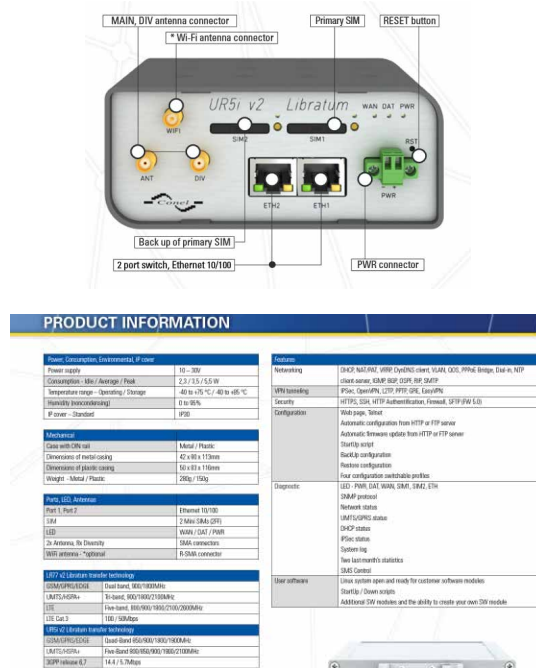 MAIN, DIV antenna connector
Primary SIM
RESET button
* Wi-Fi antenna connector
UR5i v2 Libratum
WAN DAT PWR
WIFI
SIM2
SIM1
RST
ANT
DIV
PWR
Conel
ETH2
ETH1
Back up of primary SIM
2 port switch, Ethernet 10/100
PWR connector
PRODUCT INFORMATION
Power, Consumption, Environmental, IP cover
Power supply 10 – 30V
Consumption - Idle / Average / Peak 2,3 / 3,5 / 5,5 W
Temperature range – Operating / Storage -40 to +75 °C / -40 to +85 °C
Humidity (noncondensing) 0 to 95%
IP cover – Standard IP30
Mechanical
Case with DIN rail Metal / Plastic
Dimensions of metal casing 42 x 88 x 113mm
Dimensions of plastic casing 50 x 83 x 116mm
Weight - Metal / Plastic 280g / 150g
Ports, LED, Antennas
Port 1, Port 2 Ethernet 10/100
SIM 2 Mini SIMs (2FF)
LED WAN / DAT / PWR
2x Antenna, Rx Diversity SMA connectors
WiFi antenna - *optional R-SMA connector
LR77 v2 Libratum transfer technology
GSM/GPRS/EDGE Dual band, 900/1800MHz
UMTS/HSPA+ Tri-band, 900/1800/2100MHz
LTE Five-band, 800/900/1800/2100/2600MHz
LTE Cat.3 100 / 50Mbps
UR5i v2 Libratum transfer technology
GSM/GPRS/EDGE Quad-Band 850/900/1800/1900MHz
UMTS/HSPA+ Five-Band 800/850/900/1900/2100MHz
3GPP release 6,7 14.4 / 5.7Mbps
Features
Networking DHCP, NAT/PAT, VRRP, DynDNS client, VLAN, QOS, PPPoE Bridge, Dial-in, NTP
client-server, IGMP, BGP, OSPF, RIP, SMTP
VPN tunneling IPSec, OpenVPN, L2TP, PPTP, GRE, EasyVPN
Security HTTPS, SSH, HTTP Authentification, Firewall, SFTP (FW 5.0)
Configuration Web page, Telnet
Automatic configuration from HTTP or FTP server
Automatic firmware update from HTTP or FTP server
StartUp script
BackUp configuration
Restore configuration
Four configuration switchable profiles
Diagnostic LED - PWR, DAT, WAN, SIM1, SIM2, ETH
SNMP protocol
Network status
UMTS/GPRS status
DHCP status
IPSec status
System log
Two last month's statistics
SMS Control
User software Linux system open and ready for customer software modules
StartUp / Down scripts
Additional SW modules and the ability to create your own SW module